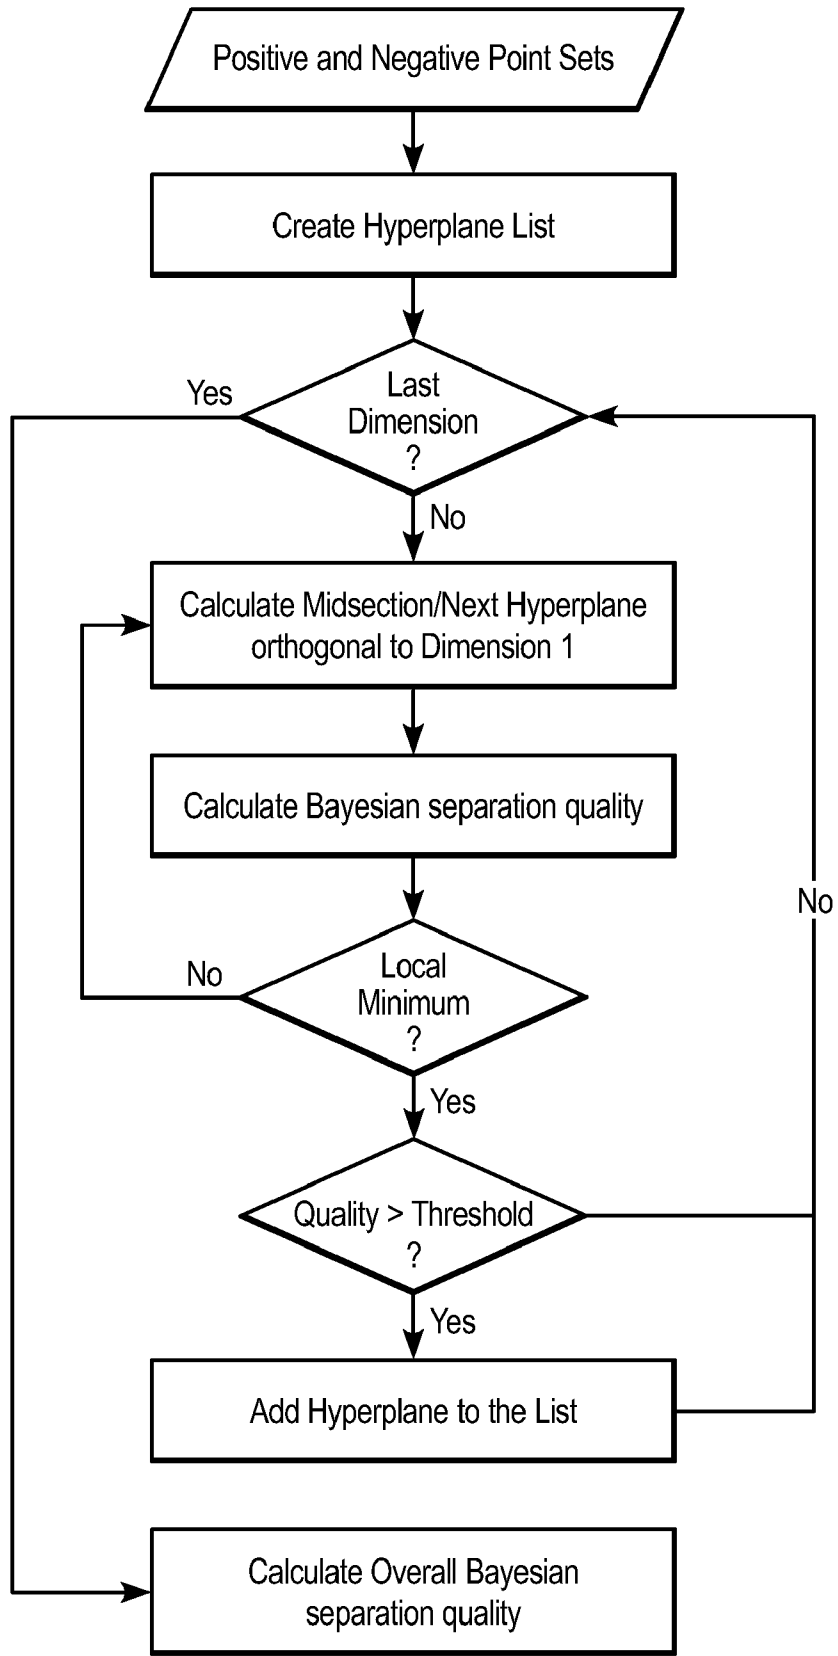 Positive and Negative Point Sets
Create Hyperplane List
Yes
Last
Dimension
?
No
Calculate Midsection/Next Hyperplane
orthogonal to Dimension 1
Calculate Bayesian separation quality
No
No
Local
Minimum
?
Yes
Quality > Threshold
?
Yes
Add Hyperplane to the List
Calculate Overall Bayesian
separation quality